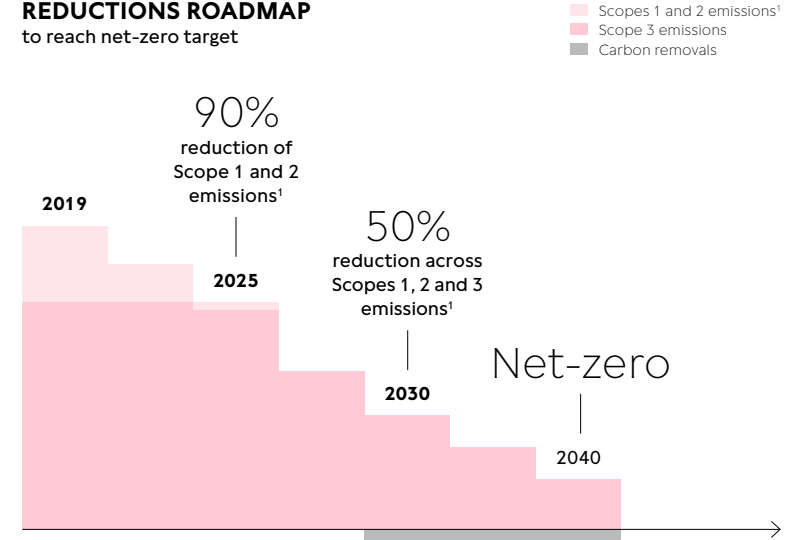 REDUCTIONS ROADMAP
to reach net-zero target
Scopes 1 and 2 emissions¹
Scope 3 emissions
Carbon removals
90%
reduction of
Scope 1 and 2
emissions¹
2019
2025
50%
reduction across
Scopes 1, 2 and 3
emissions¹
2030
Net-zero
2040